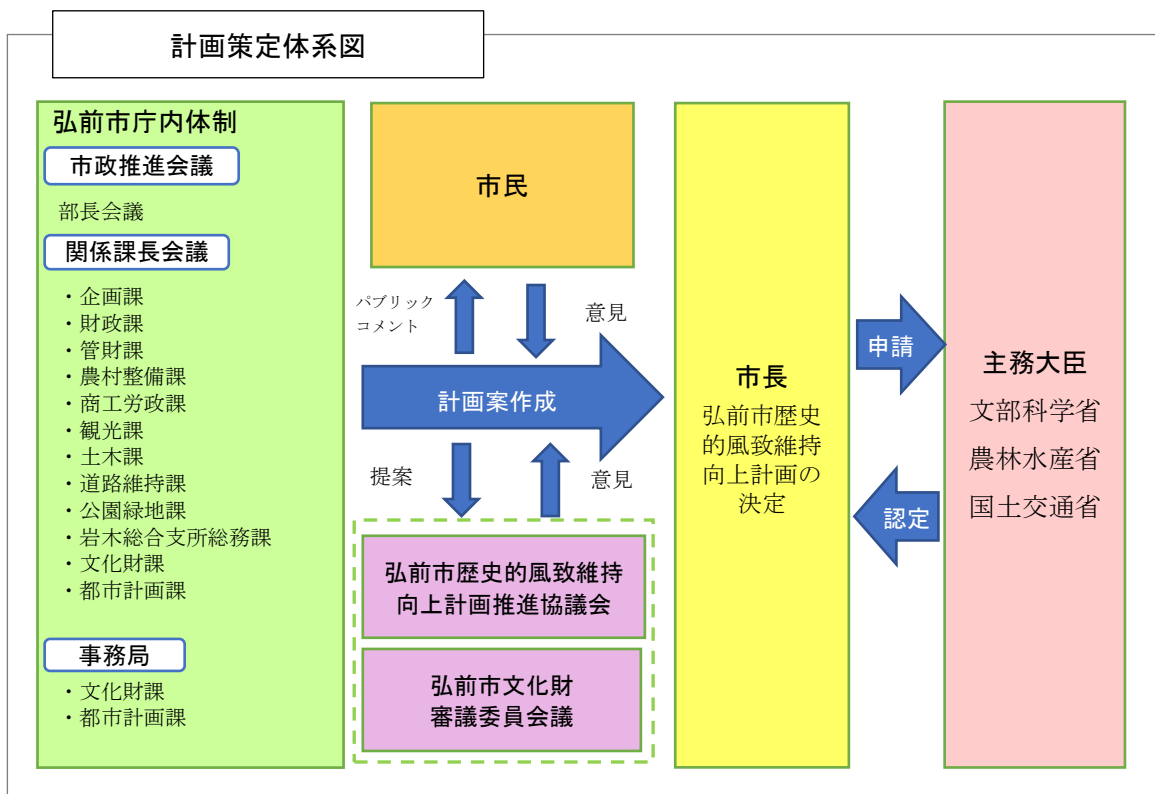 計画策定体系図
弘前市庁内体制
市政推進会議
部長会議
関係課長会議
・企画課
・財政課
・管財課
・農村整備課
・商工労政課
・観光課
・土木課
・道路維持課
・公園緑地課
・岩木総合支所総務課
・文化財課
・都市計画課
事務局
・文化財課
・都市計画課
市民
パブリック
コメント
意見
計画案作成
提案
意見
弘前市歴史的風致維持
向上計画推進協議会
弘前市文化財
審議委員会議
市長
弘前市歴史
的風致維持
向上計画の
決定
申請
認定
主務大臣
文部科学省
農林水産省
国土交通省